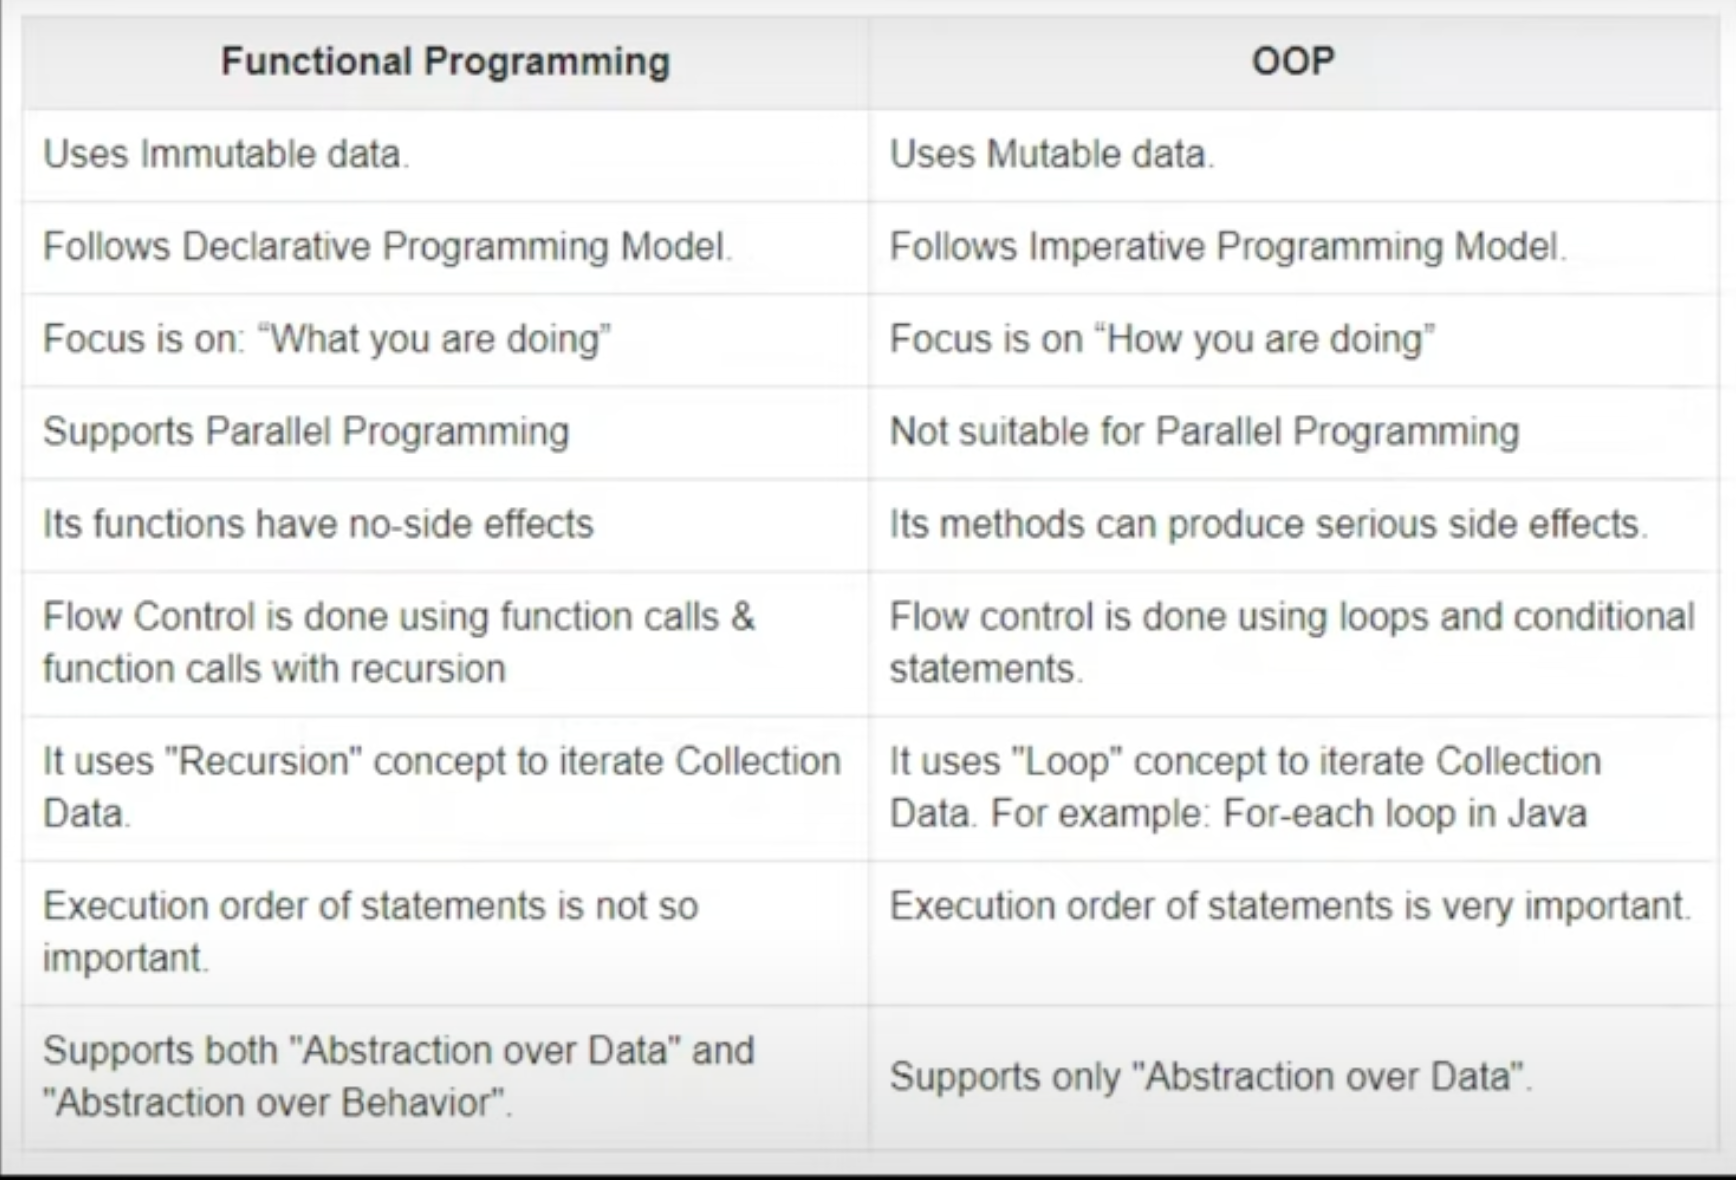 Functional Programming
OOP
Uses Immutable data.
Uses Mutable data.
Follows Declarative Programming Model.
Follows Imperative Programming Model.
Focus is on: “What you are doing”
Focus is on “How you are doing”
Supports Parallel Programming
Not suitable for Parallel Programming
Its functions have no-side effects
Its methods can produce serious side effects.
Flow Control is done using function calls &
function calls with recursion
Flow control is done using loops and conditional
statements.
It uses "Recursion" concept to iterate Collection
Data.
It uses "Loop" concept to iterate Collection
Data. For example: For-each loop in Java
Execution order of statements is not so
important.
Execution order of statements is very important.
Supports both "Abstraction over Data" and
"Abstraction over Behavior".
Supports only "Abstraction over Data".